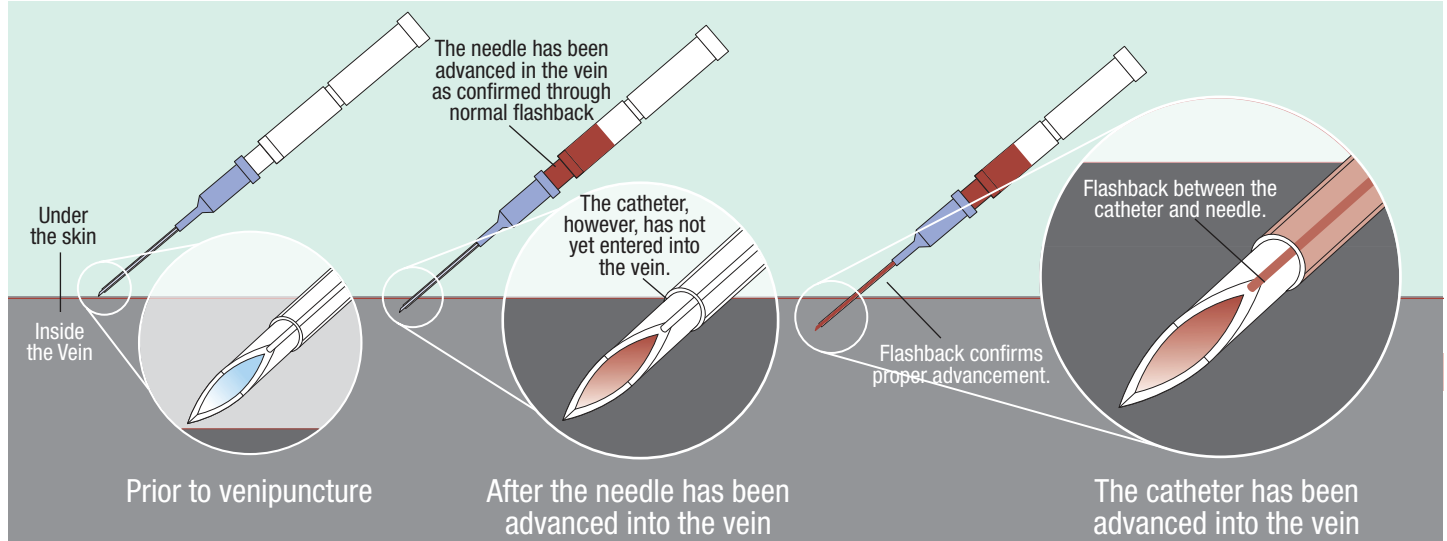 The needle has been
advanced in the vein
as confirmed through
normal flashback
Under
the skin
Inside
the Vein
The catheter,
however, has not
yet entered into
the vein.
Flashback between the
catheter and needle.
Flashback confirms
proper advancement.
Prior to venipuncture
After the needle has been
advanced into the vein
The catheter has been
advanced into the vein